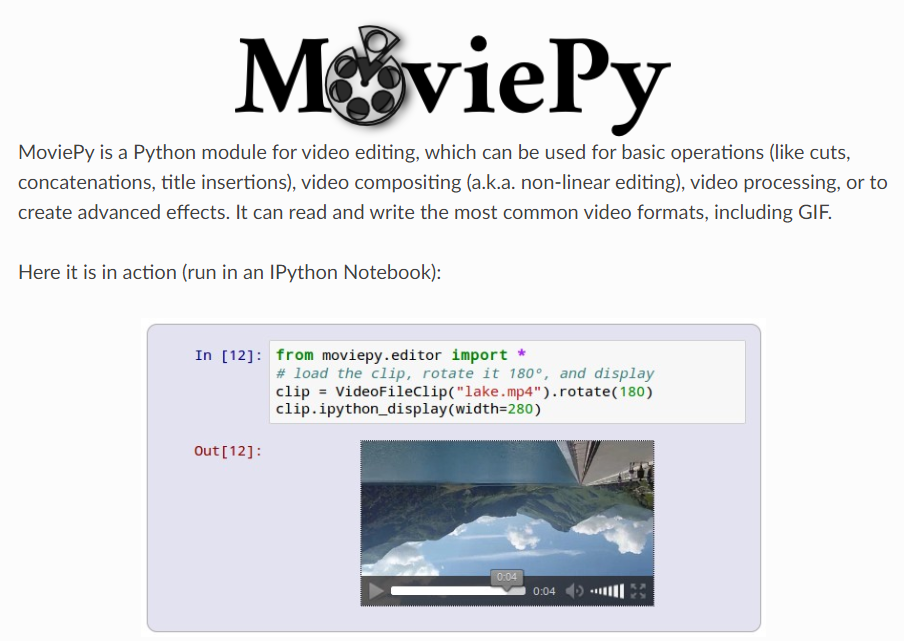 MoviePy
MoviePy is a Python module for video editing, which can be used for basic operations (like cuts,
concatenations, title insertions), video compositing (a.k.a. non-linear editing), video processing, or to
create advanced effects. It can read and write the most common video formats, including GIF.
Here it is in action (run in an IPython Notebook):
In [12]: from moviepy.editor import *
# load the clip, rotate it 180°, and display
clip = VideoFileClip("lake.mp4").rotate(180)
clip.ipython_display(width=280)
Out[12]:
0:04
0:04